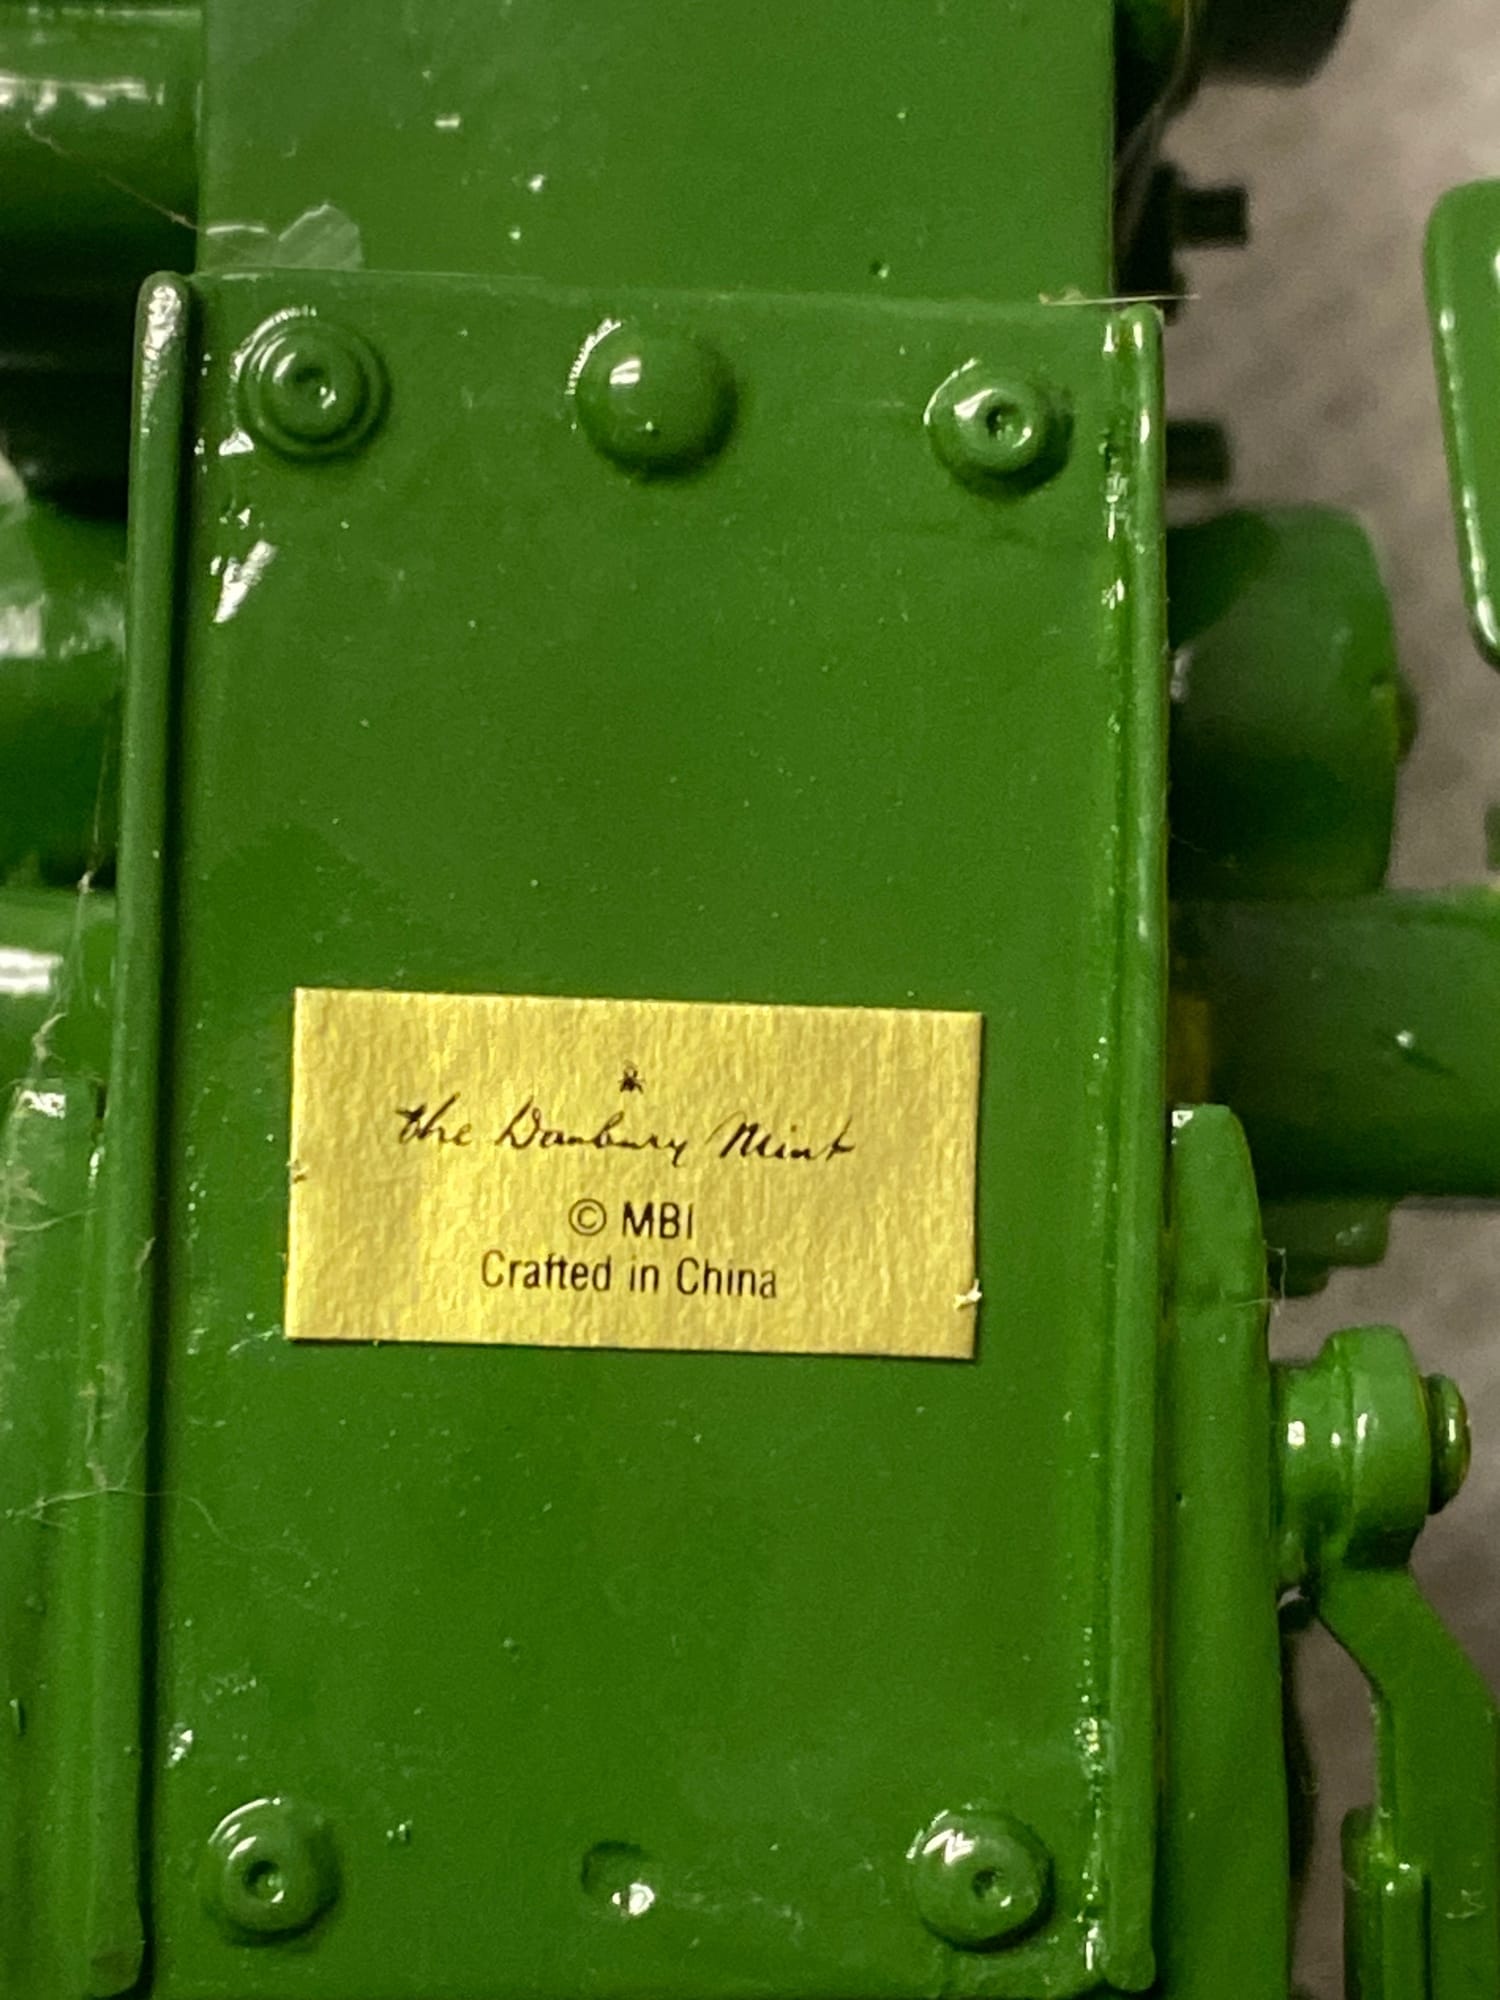 the Danbury Mint
© MBI
Crafted in China